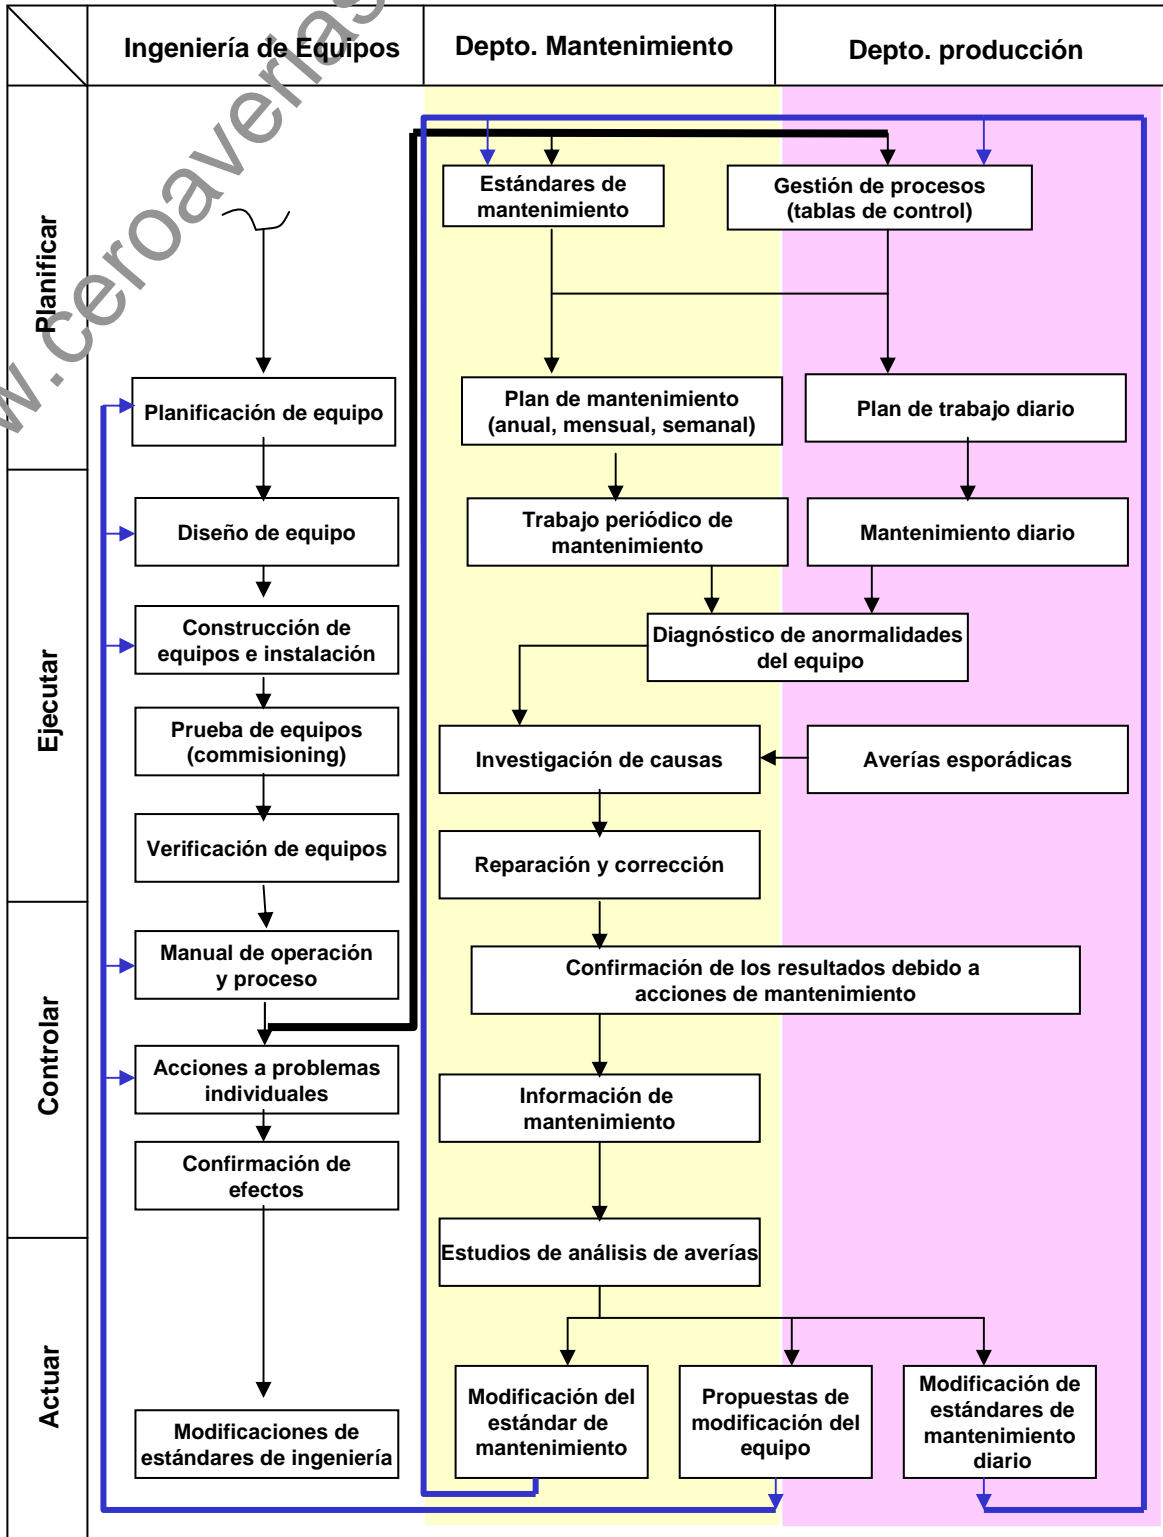 Ingeniería de Equipos
Depto. Mantenimiento
Depto. producción
www.ceroaverias
Planificar
Ejecutar
Controlar
Actuar
Planificación de equipo
Diseño de equipo
Construcción de
equipos e instalación
Prueba de equipos
(commisioning)
Verificación de equipos
Manual de operación
y proceso
Acciones a problemas
individuales
Confirmación de
efectos
Modificaciones de
estándares de ingeniería
Estándares de
mantenimiento
Gestión de procesos
(tablas de control)
Plan de mantenimiento
(anual, mensual, semanal)
Plan de trabajo diario
Trabajo periódico de
mantenimiento
Mantenimiento diario
Diagnóstico de anormalidades
del equipo
Investigación de causas
Averías esporádicas
Reparación y corrección
Confirmación de los resultados debido a
acciones de mantenimiento
Información de
mantenimiento
Estudios de análisis de averías
Modificación del
estándar de
mantenimiento
Propuestas de
modificación del
equipo
Modificación de
estándares de
mantenimiento
diario